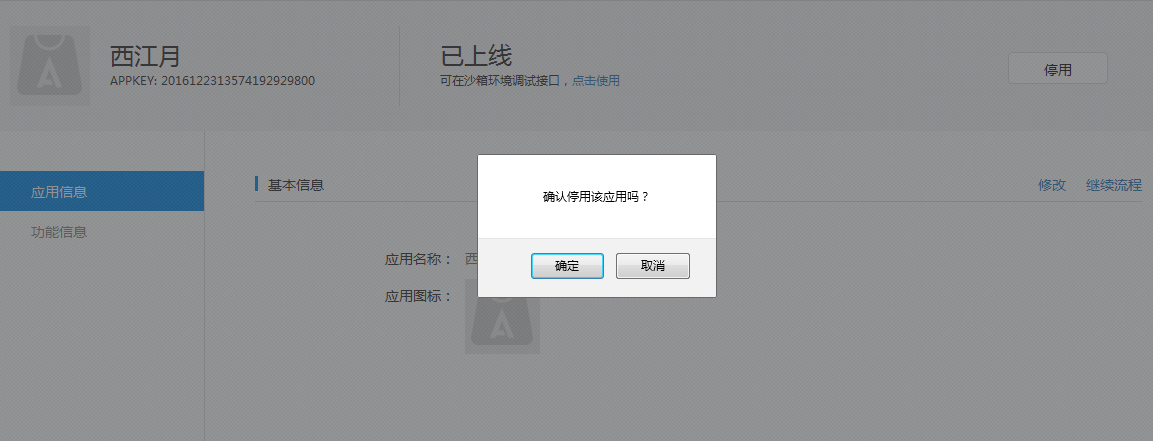 西江月
APPKEY: 2016122313574192929800
已上线
可在沙箱环境调试接口，点击使用
停用
应用信息
功能信息
基本信息
修改
继续流程
应用名称：
西
应用图标：
确认停用该应用吗？
确定
取消